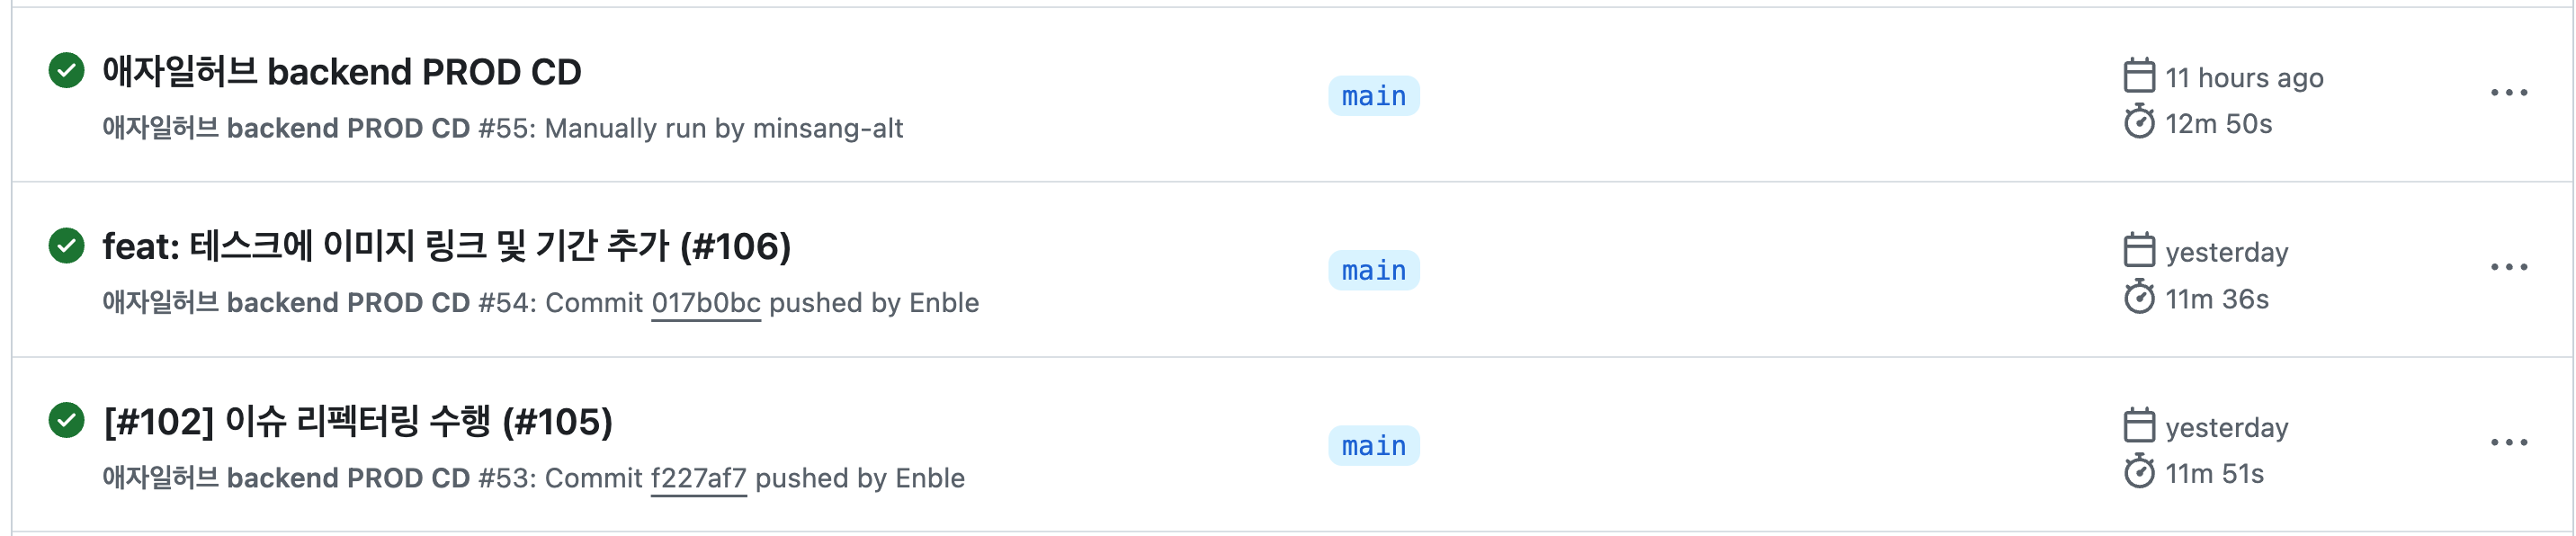 애자일허브 backend PROD CD
애자일허브 backend PROD CD #55: Manually run by minsang-alt
main
11 hours ago
12m 50s
feat: 테스크에 이미지 링크 및 기간 추가 (#106)
애자일허브 backend PROD CD #54: Commit 017b0bc pushed by Enble
main
yesterday
11m 36s
[#102] 이슈 리펙터링 수행 (#105)
애자일허브 backend PROD CD #53: Commit f227af7 pushed by Enble
main
yesterday
11m 51s